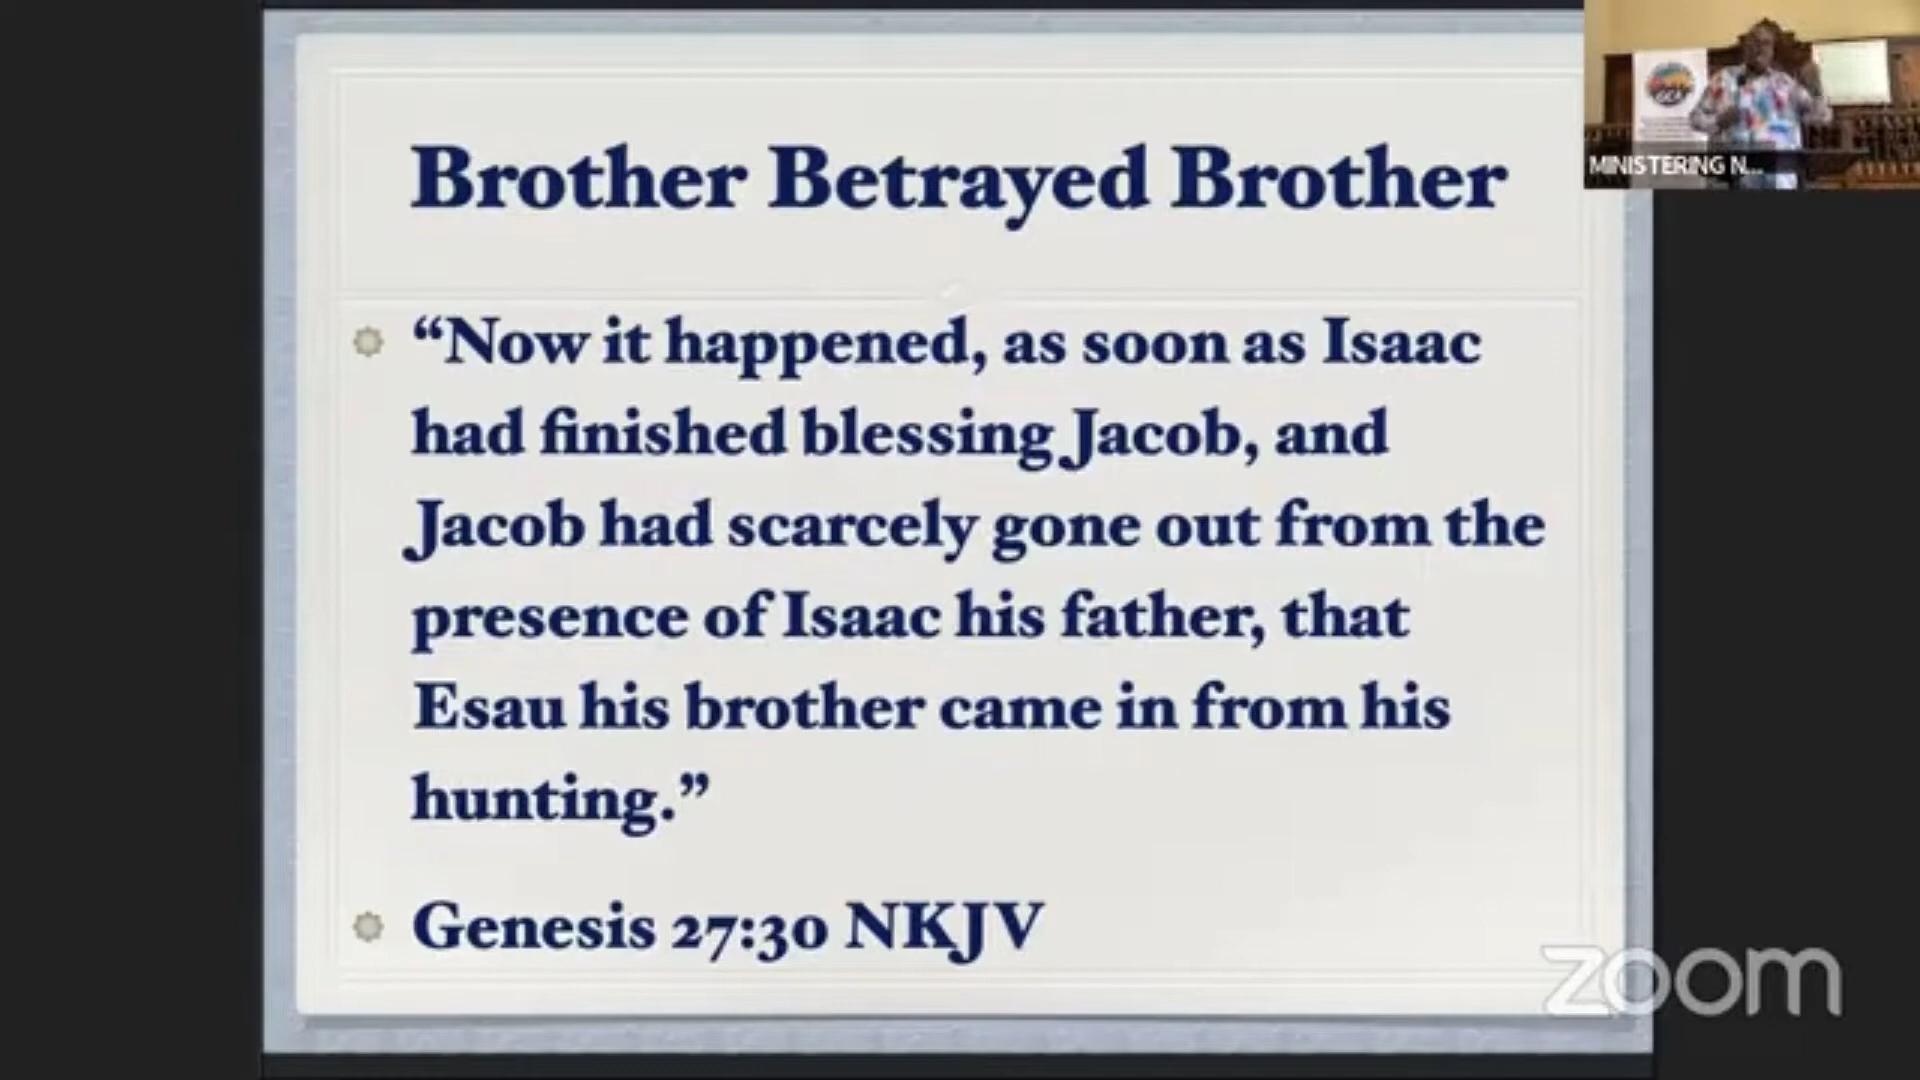 Brother Betrayed Brother
“Now it happened, as soon as Isaac
had finished blessing Jacob, and
Jacob had scarcely gone out from the
presence of Isaac his father, that
Esau his brother came in from his
hunting.”
Genesis 27:30 NKJV
MINISTERING N...
zoom